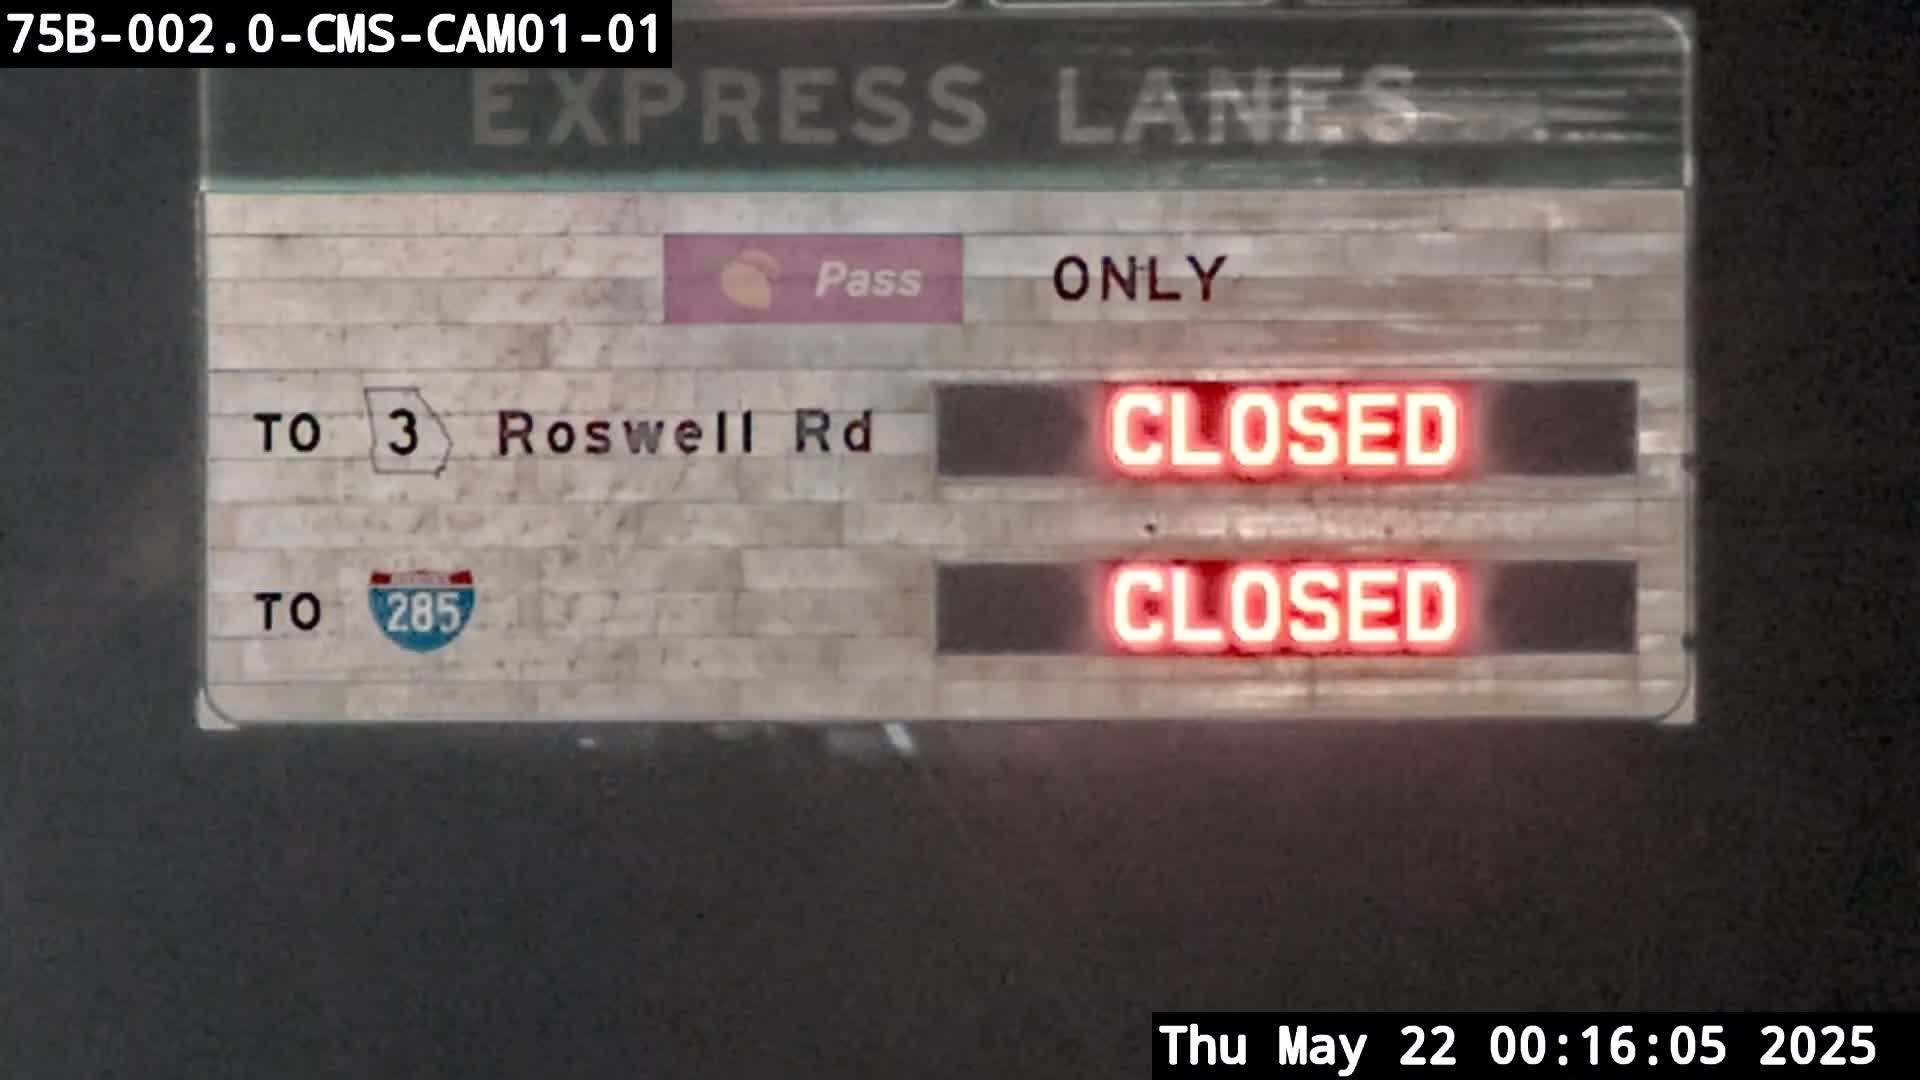 75B-002.0-CMS-CAM01-01
EXPRESS LANES
Pass ONLY
TO 3 Roswell Rd CLOSED
TO 285 CLOSED
Thu May 22 00:16:05 2025